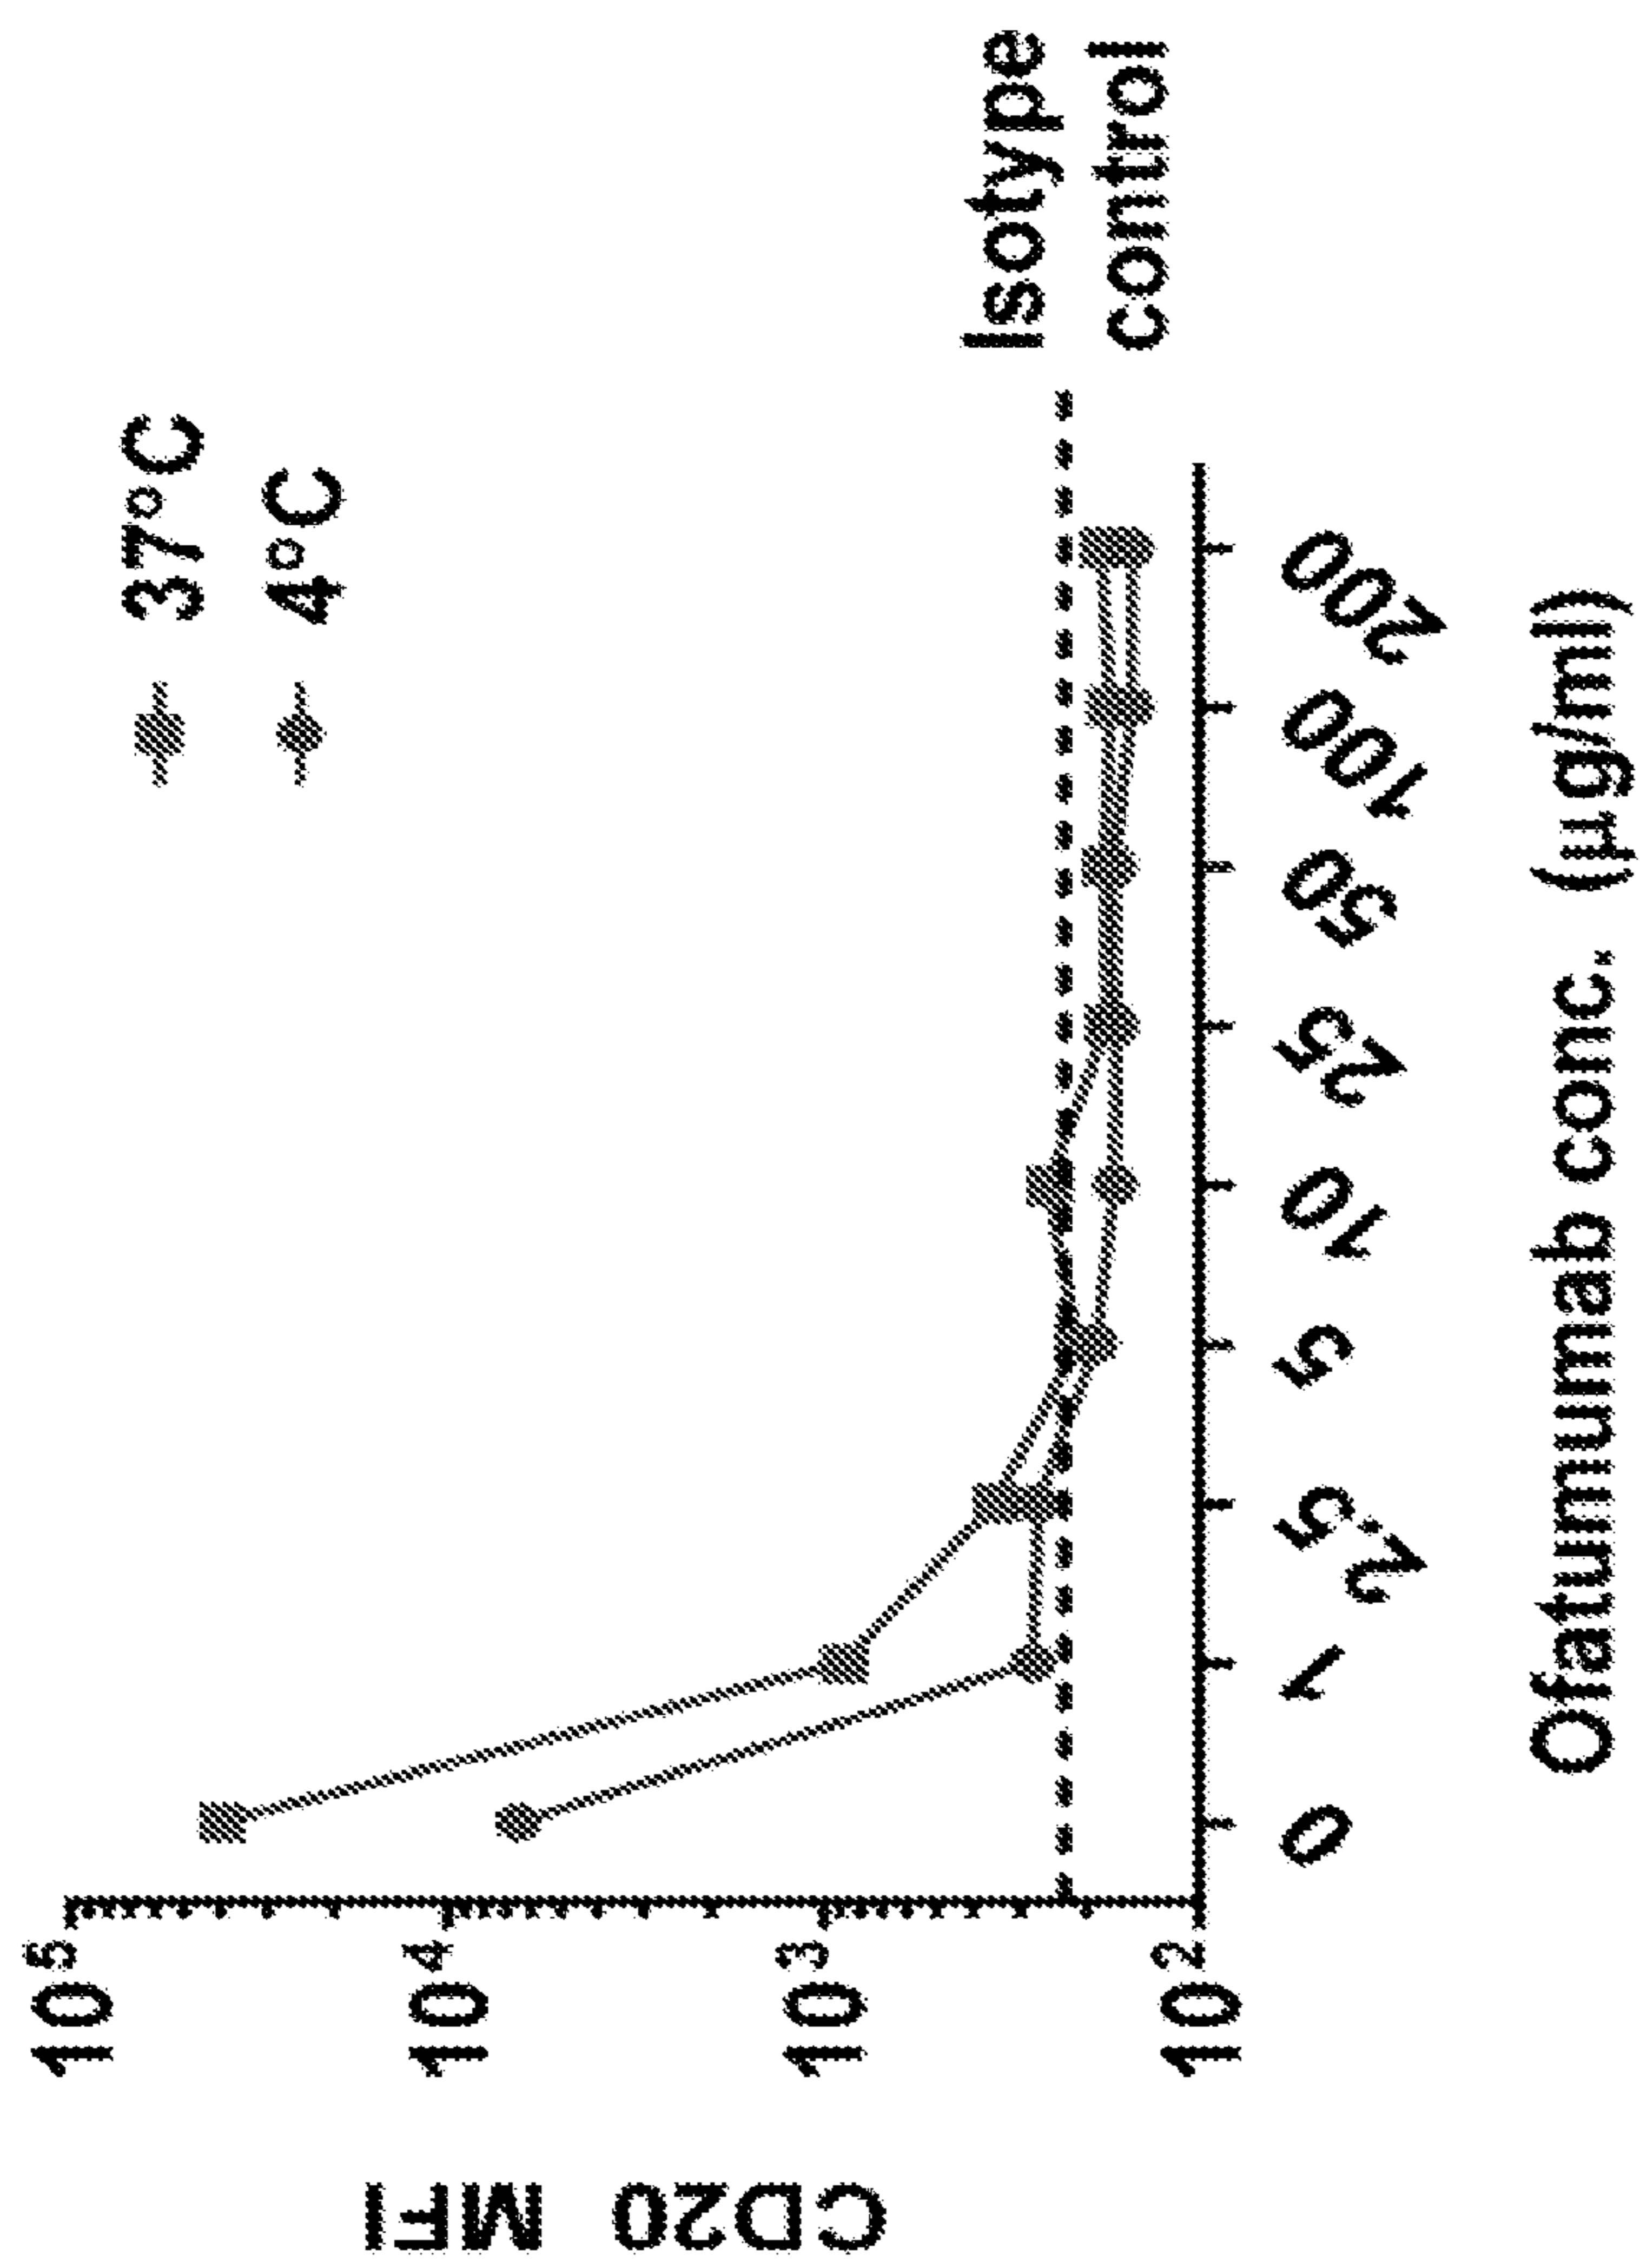 37°C
4°C
Isotype
control
CD20 MFI
10⁵
10⁴
10³
10²
0
1
2.5
5
10
25
50
100
200
Ofatumumab conc. (µg/ml)